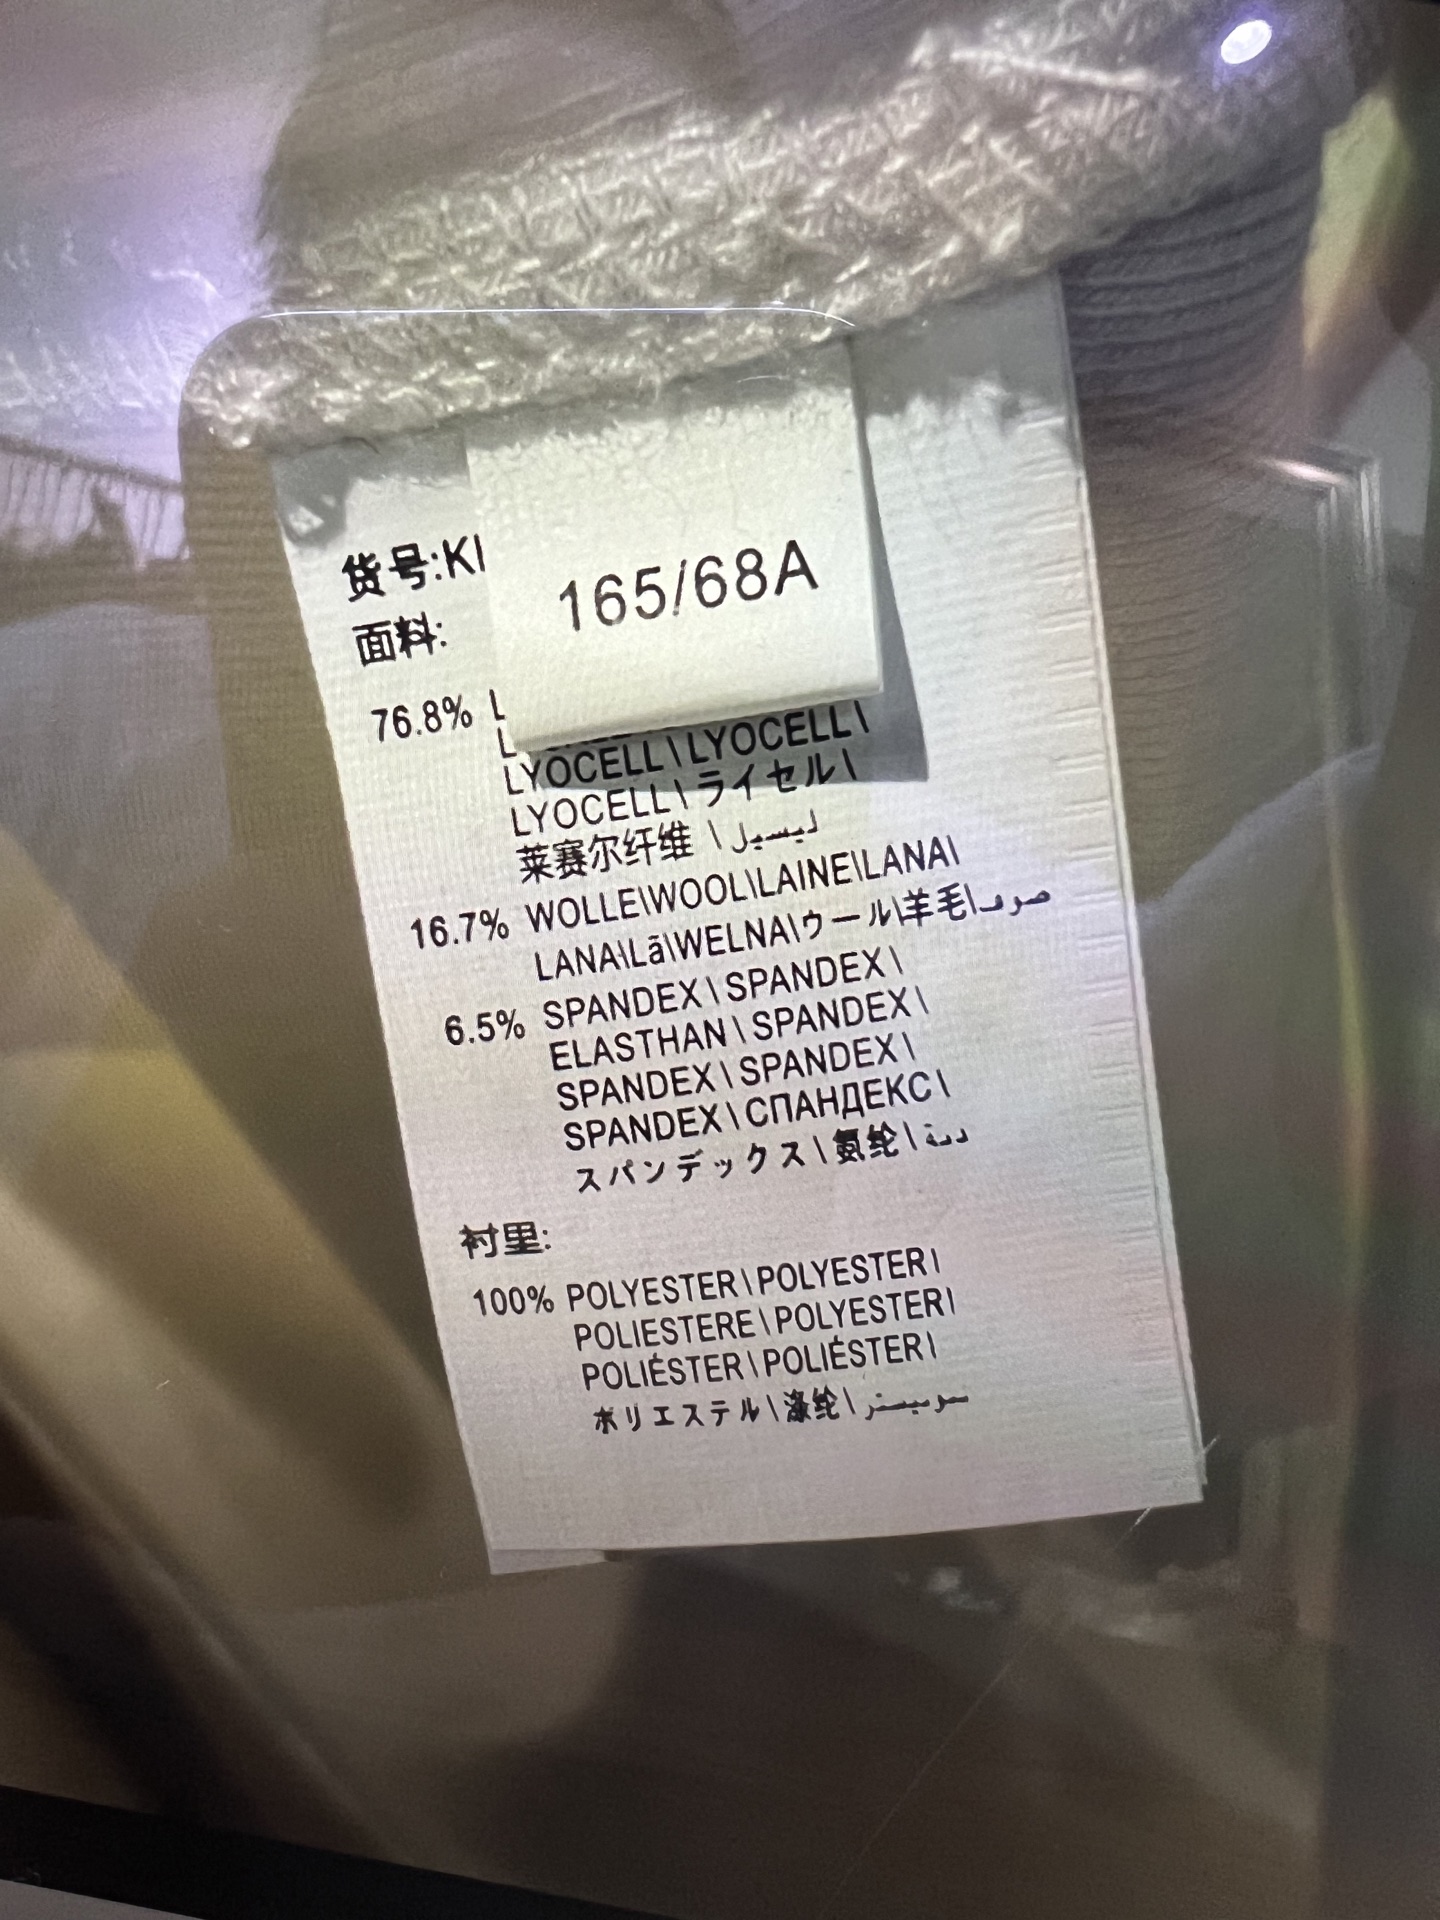 165/68A
货号:KI
面料:
76.8% L
LYOCELL\LYOCELL\
LYOCELL\ライセル\
莱赛尔纤维 \ليسيل
16.7% WOLLE\WOOL\LAINE\LANA\
LANA\Lã\WELNA\ウール\羊毛\صوف
6.5% SPANDEX\SPANDEX\
ELASTHAN\SPANDEX\
SPANDEX\SPANDEX\
SPANDEX\СПАНДЕКС\
スパンデックス\氨纶\
衬里:
100% POLYESTER\POLYESTER\
POLIESTERE\POLYESTER\
POLIÉSTER\POLIÉSTER\
ポリエステル\涤纶\